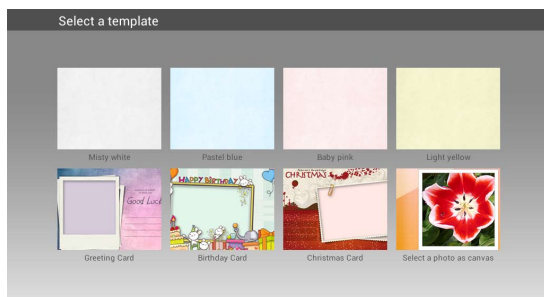 Select a template
Misty white
Pastel blue
Baby pink
Light yellow
Good Luck
HAPPY BIRTHDAY
CHRISTMAS
Greeting Card
Birthday Card
Christmas Card
Select a photo as canvas